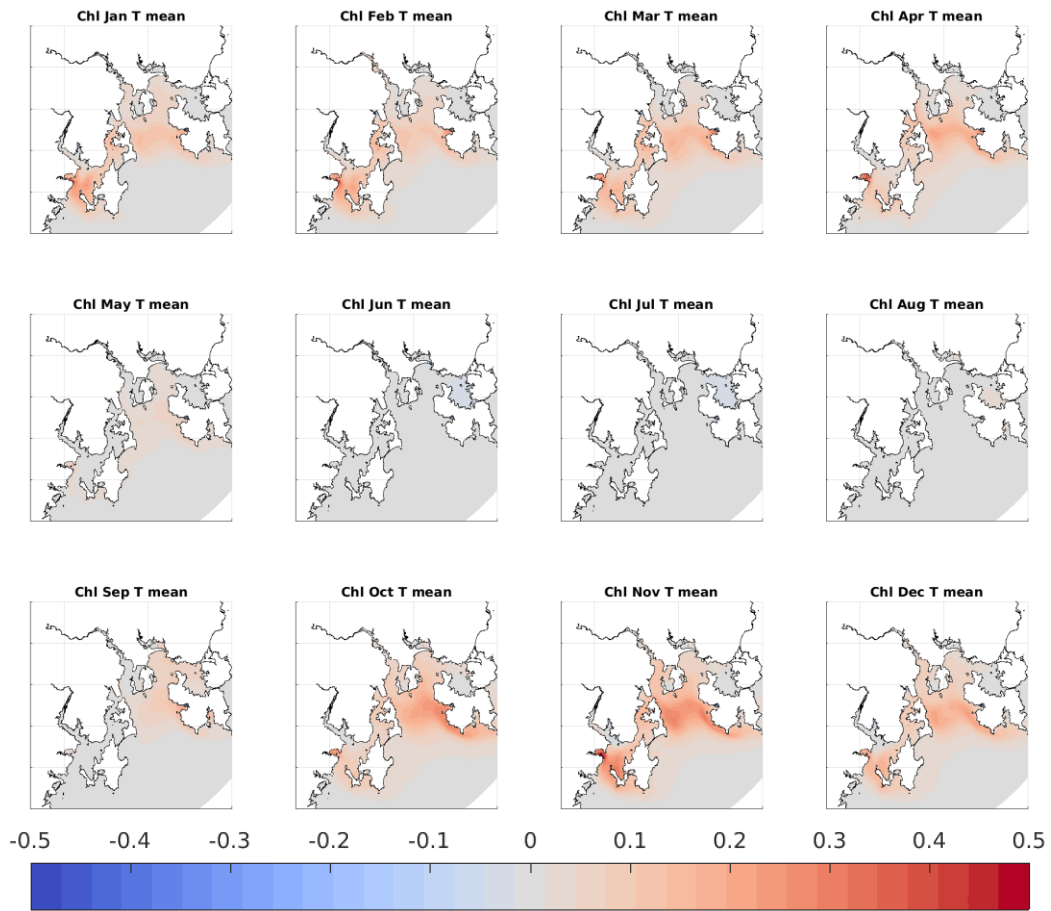 Chl Jan T mean Chl Feb T mean Chl Mar T mean Chl Apr T mean
Chl May T mean Chl Jun T mean Chl Jul T mean Chl Aug T mean
Chl Sep T mean Chl Oct T mean Chl Nov T mean Chl Dec T mean
-0.5 -0.4 -0.3 -0.2 -0.1 0 0.1 0.2 0.3 0.4 0.5